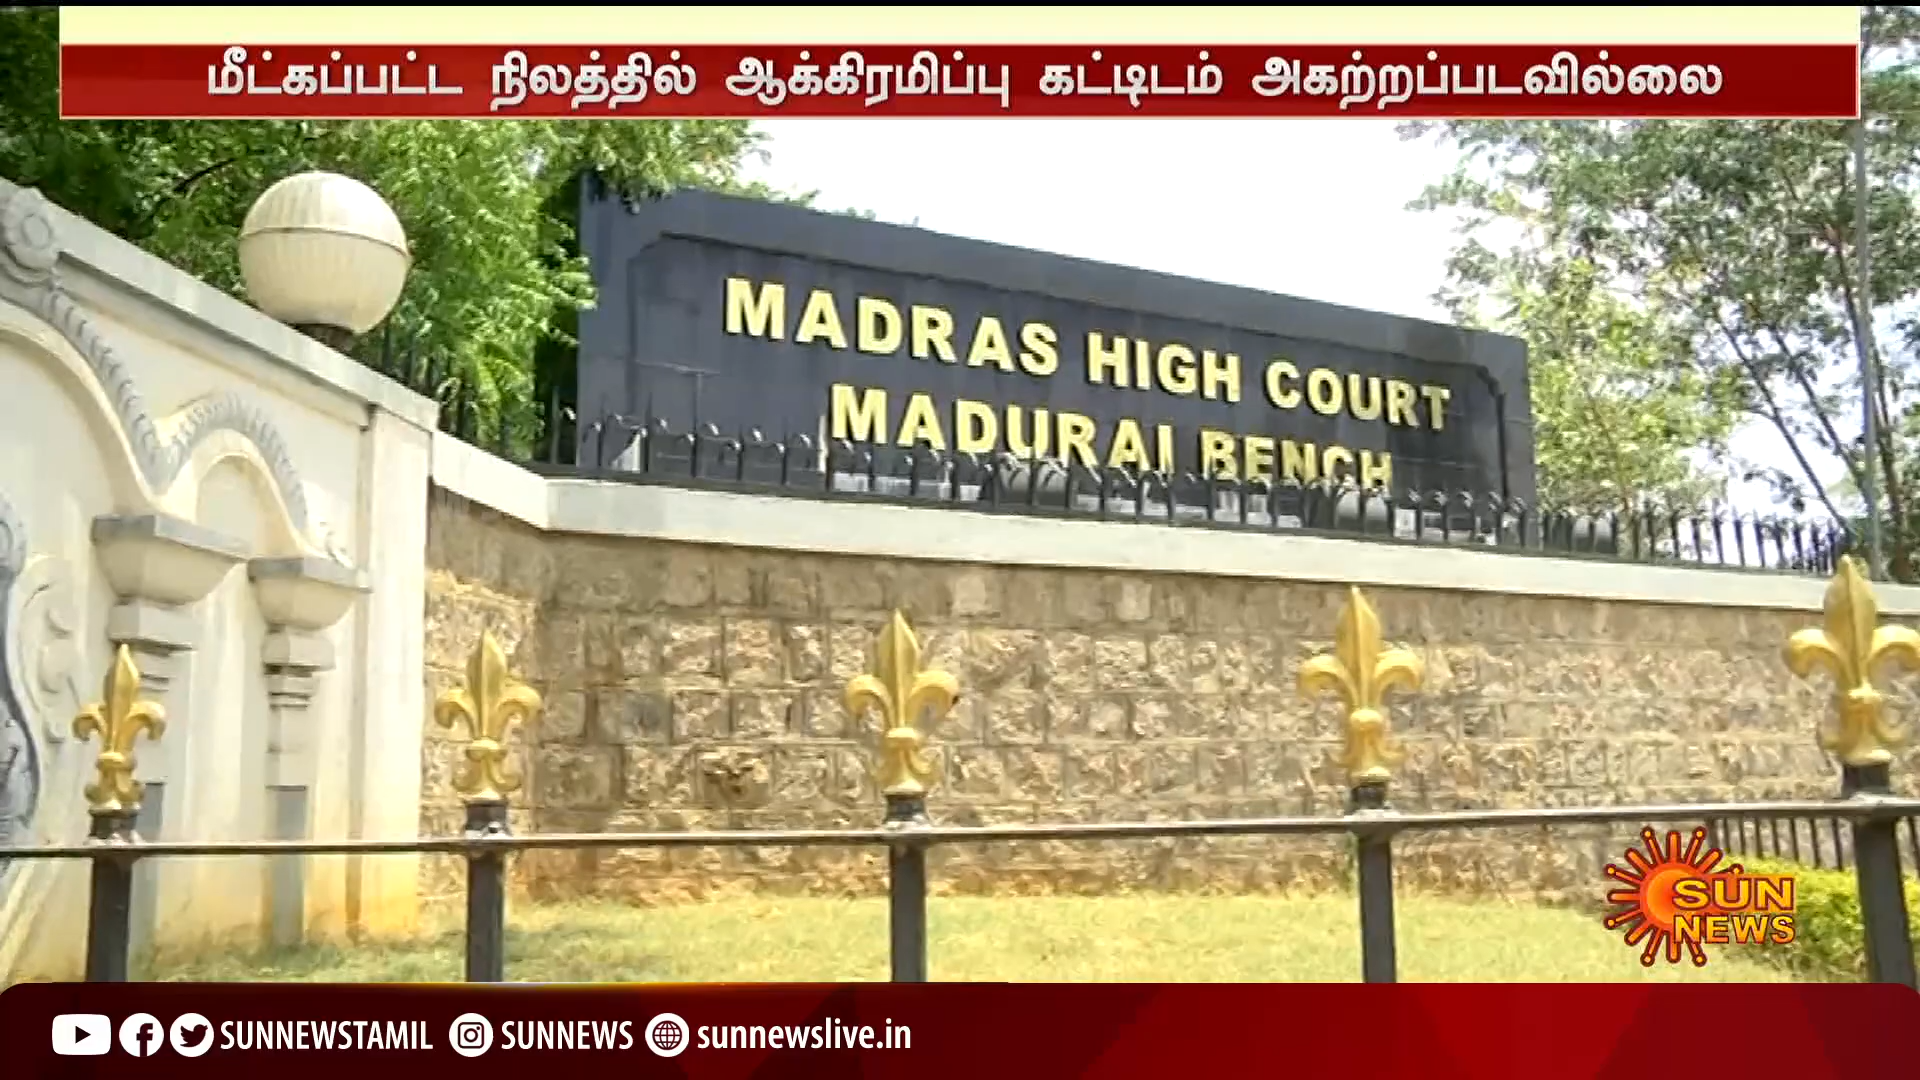 மீட்கப்பட்ட நிலத்தில் ஆக்கிரமிப்பு கட்டிடம் அகற்றப்படவில்லை
MADRAS HIGH COURT
MADURAI BENCH
SUN
NEWS
SUNNEWSTAMIL SUNNEWS sunnewslive.in